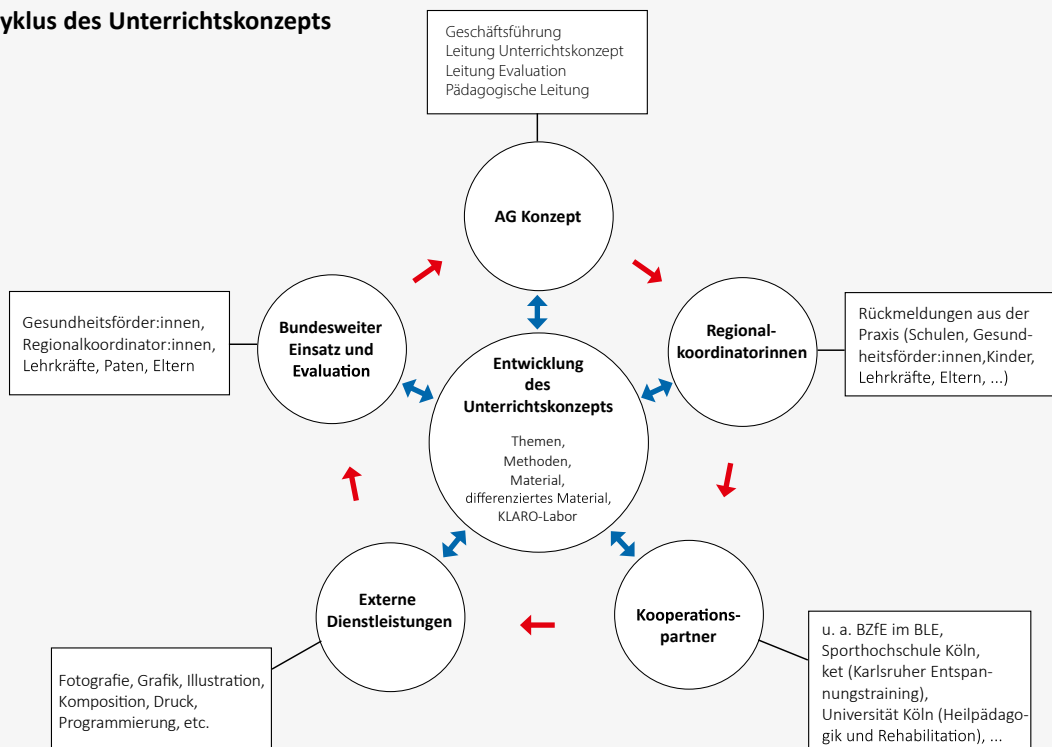 yklus des Unterrichtskonzepts
Geschäftsführung
Leitung Unterrichtskonzept
Leitung Evaluation
Pädagogische Leitung
AG Konzept
Gesundheitsförder:innen,
Regionalkoordinator:innen,
Lehrkräfte, Paten, Eltern
Bundesweiter
Einsatz und
Evaluation
Regional-
koordinatorinnen
Rückmeldungen aus der
Praxis (Schulen, Gesund-
heitsförder:innen,Kinder,
Lehrkräfte, Eltern, ...)
Entwicklung
des
Unterrichtskonzepts
Themen,
Methoden,
Material,
differenziertes Material,
KLARO-Labor
Externe
Dienstleistungen
Kooperations-
partner
Fotografie, Grafik, Illustration,
Komposition, Druck,
Programmierung, etc.
u. a. BZfE im BLE,
Sporthochschule Köln,
ket (Karlsruher Entspan-
nungstraining),
Universität Köln (Heilpädago-
gik und Rehabilitation), ...